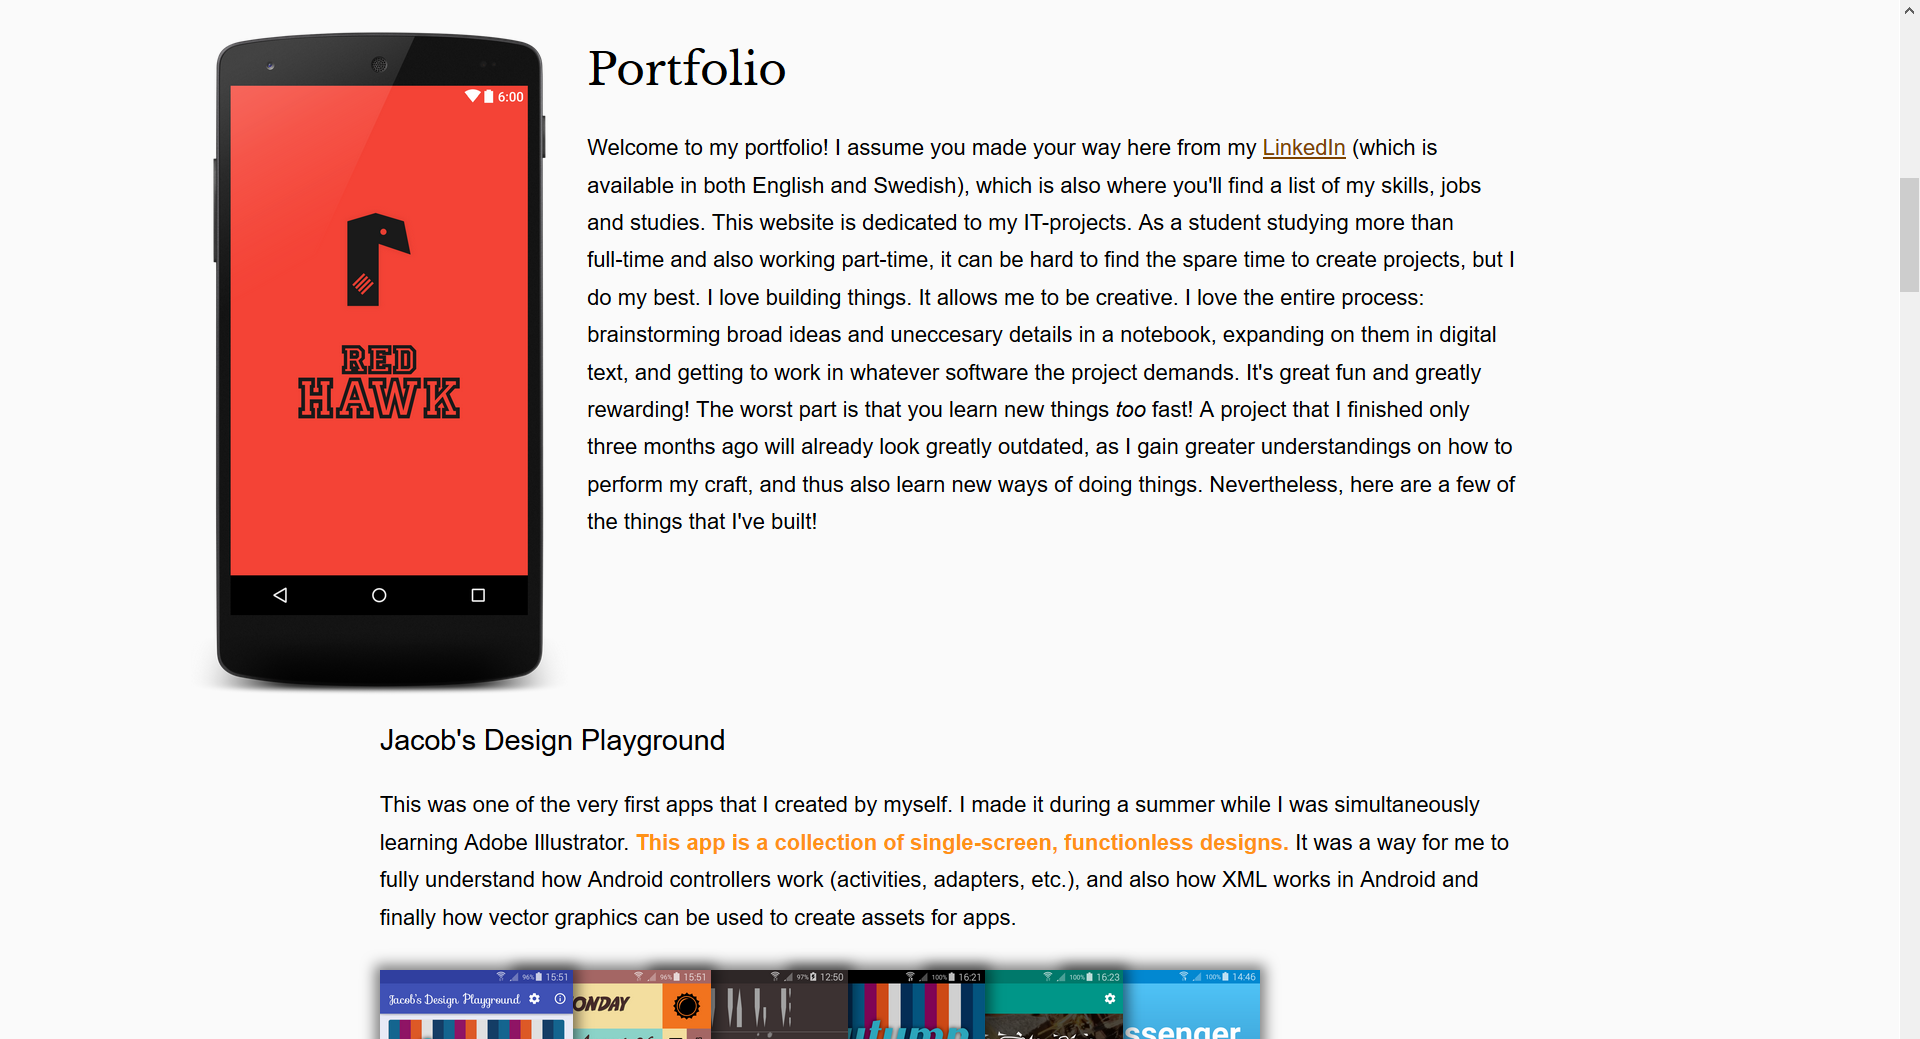 6:00
RED
HAWK
Portfolio
Welcome to my portfolio! I assume you made your way here from my LinkedIn (which is
available in both English and Swedish), which is also where you'll find a list of my skills, jobs
and studies. This website is dedicated to my IT-projects. As a student studying more than
full-time and also working part-time, it can be hard to find the spare time to create projects, but I
do my best. I love building things. It allows me to be creative. I love the entire process:
brainstorming broad ideas and uneccesary details in a notebook, expanding on them in digital
text, and getting to work in whatever software the project demands. It's great fun and greatly
rewarding! The worst part is that you learn new things too fast! A project that I finished only
three months ago will already look greatly outdated, as I gain greater understandings on how to
perform my craft, and thus also learn new ways of doing things. Nevertheless, here are a few of
the things that I've built!
Jacob's Design Playground
This was one of the very first apps that I created by myself. I made it during a summer while I was simultaneously
learning Adobe Illustrator. This app is a collection of single-screen, functionless designs. It was a way for me to
fully understand how Android controllers work (activities, adapters, etc.), and also how XML works in Android and
finally how vector graphics can be used to create assets for apps.
96% 15:51
96% 15:51
97% 12:50
100% 16:21
100% 16:23
100% 14:46
Jacob's Design Playground
ONDAY
utump
ssenger